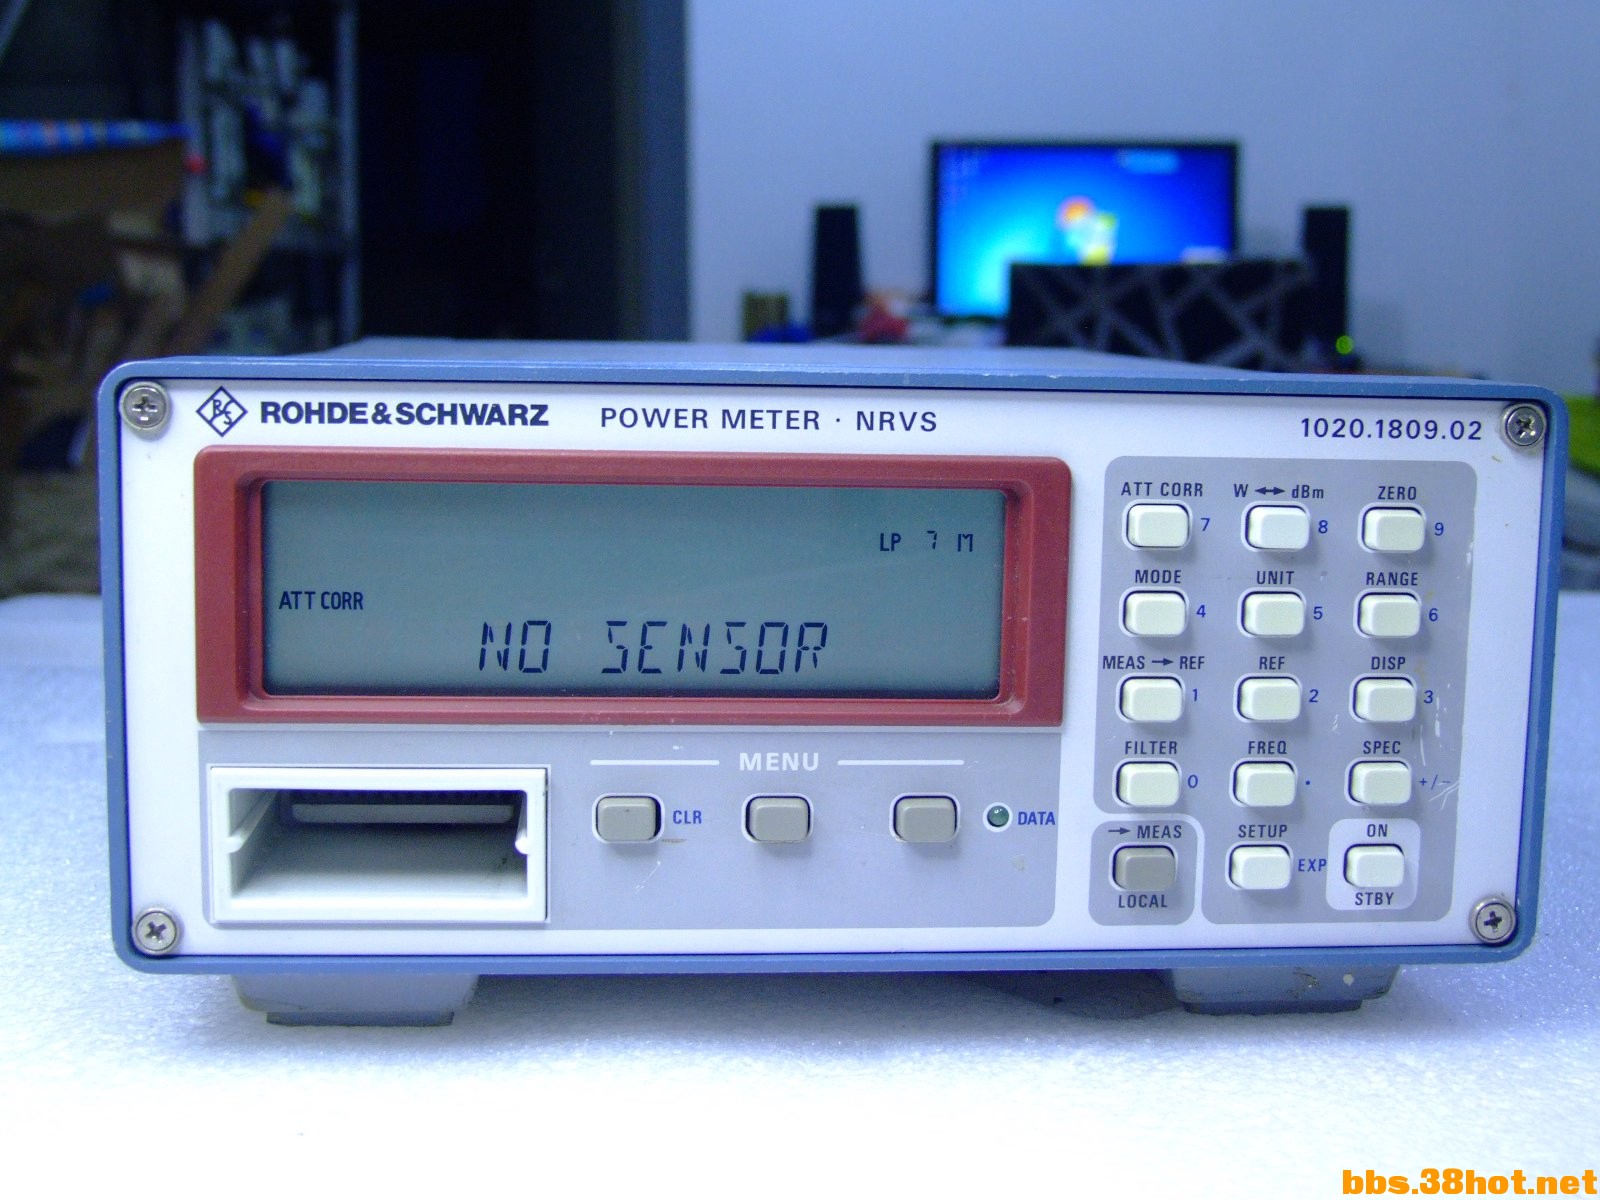 R&S ROHDE&SCHWARZ POWER METER · NRVS 1020.1809.02
LP 7 M
ATT CORR
NO SENSOR
ATT CORR 7 W ↔ dBm 8 ZERO 9
MODE 4 UNIT 5 RANGE 6
MEAS → REF 1 REF 2 DISP 3
FILTER 0 FREQ . SPEC +/-
MENU
CLR DATA
→ MEAS LOCAL SETUP EXP ON STBY
bbs.38hot.net